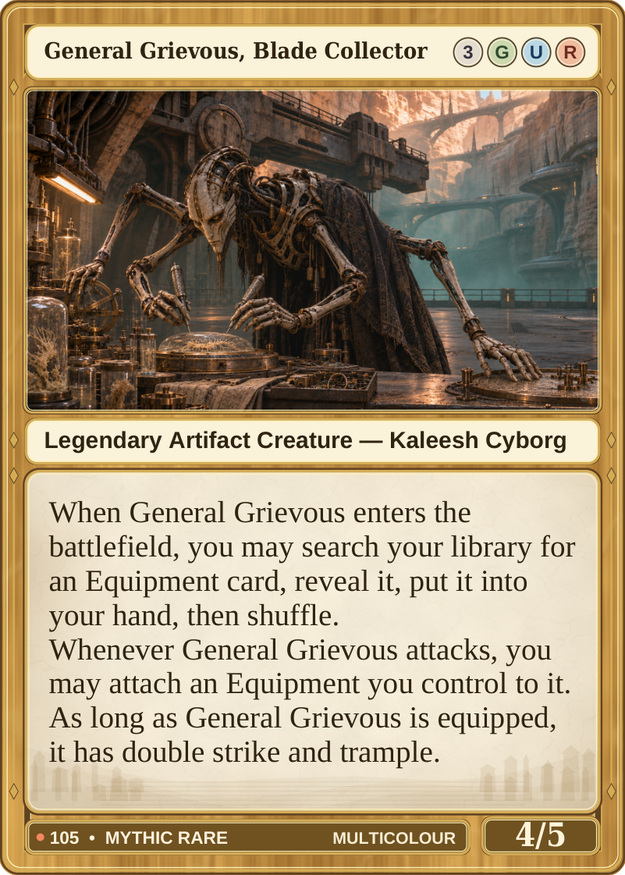 General Grievous, Blade Collector 3 G U R
Legendary Artifact Creature — Kaleesh Cyborg
When General Grievous enters the
battlefield, you may search your library for
an Equipment card, reveal it, put it into
your hand, then shuffle.
Whenever General Grievous attacks, you
may attach an Equipment you control to it.
As long as General Grievous is equipped,
it has double strike and trample.
105 • MYTHIC RARE MULTICOLOUR 4/5